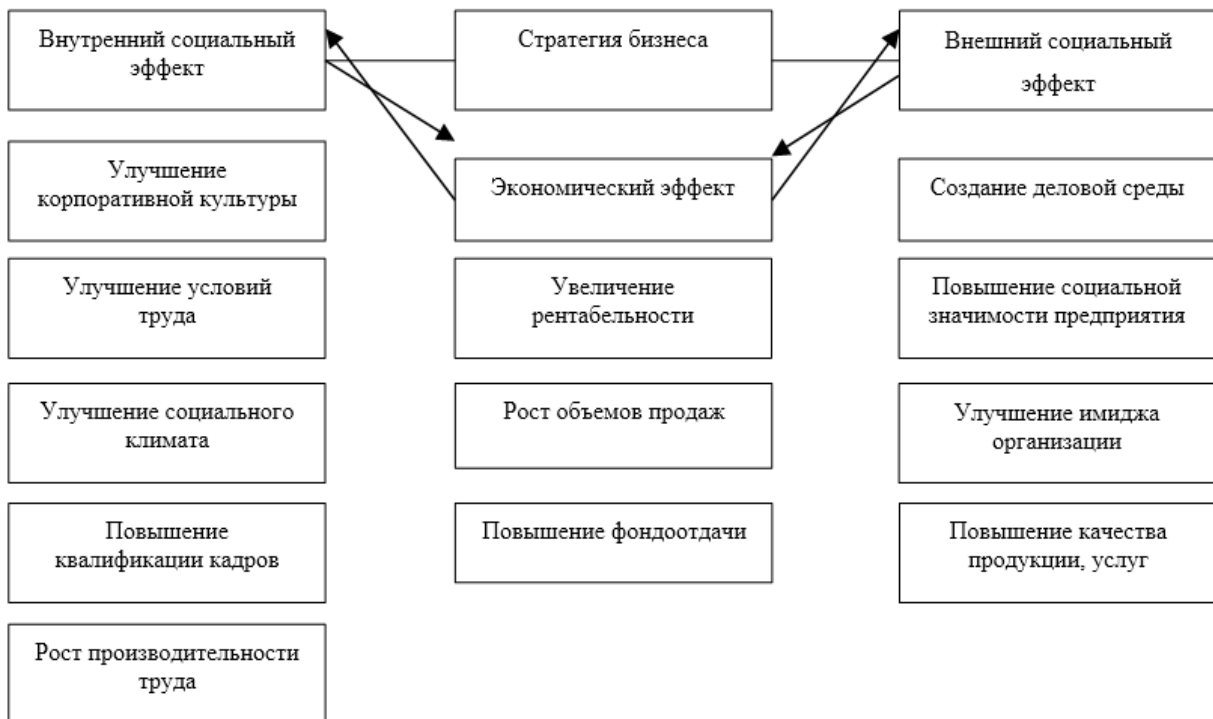 Внутренний социальный
эффект
Стратегия бизнеса
Внешний социальный
эффект
Улучшение
корпоративной культуры
Экономический эффект
Создание деловой среды
Улучшение условий
труда
Увеличение
рентабельности
Повышение социальной
значимости предприятия
Улучшение социального
климата
Рост объемов продаж
Улучшение имиджа
организации
Повышение
квалификации кадров
Повышение фондоотдачи
Повышение качества
продукции, услуг
Рост производительности
труда